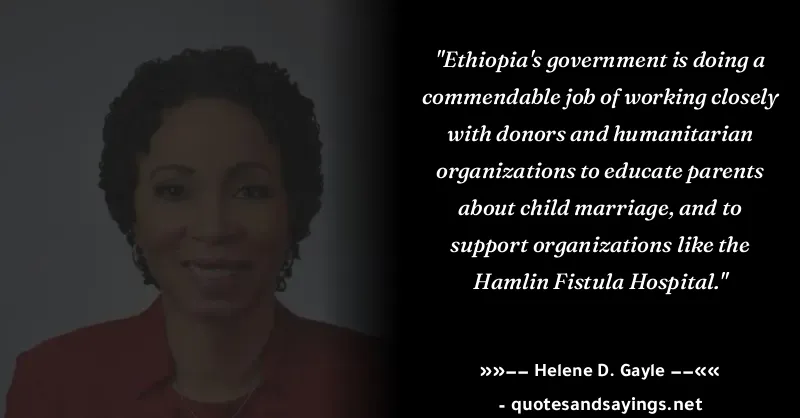 "Ethiopia's government is doing a
commendable job of working closely
with donors and humanitarian
organizations to educate parents
about child marriage, and to
support organizations like the
Hamlin Fistula Hospital."
»»−− Helene D. Gayle −−««
- quotesandsayings.net